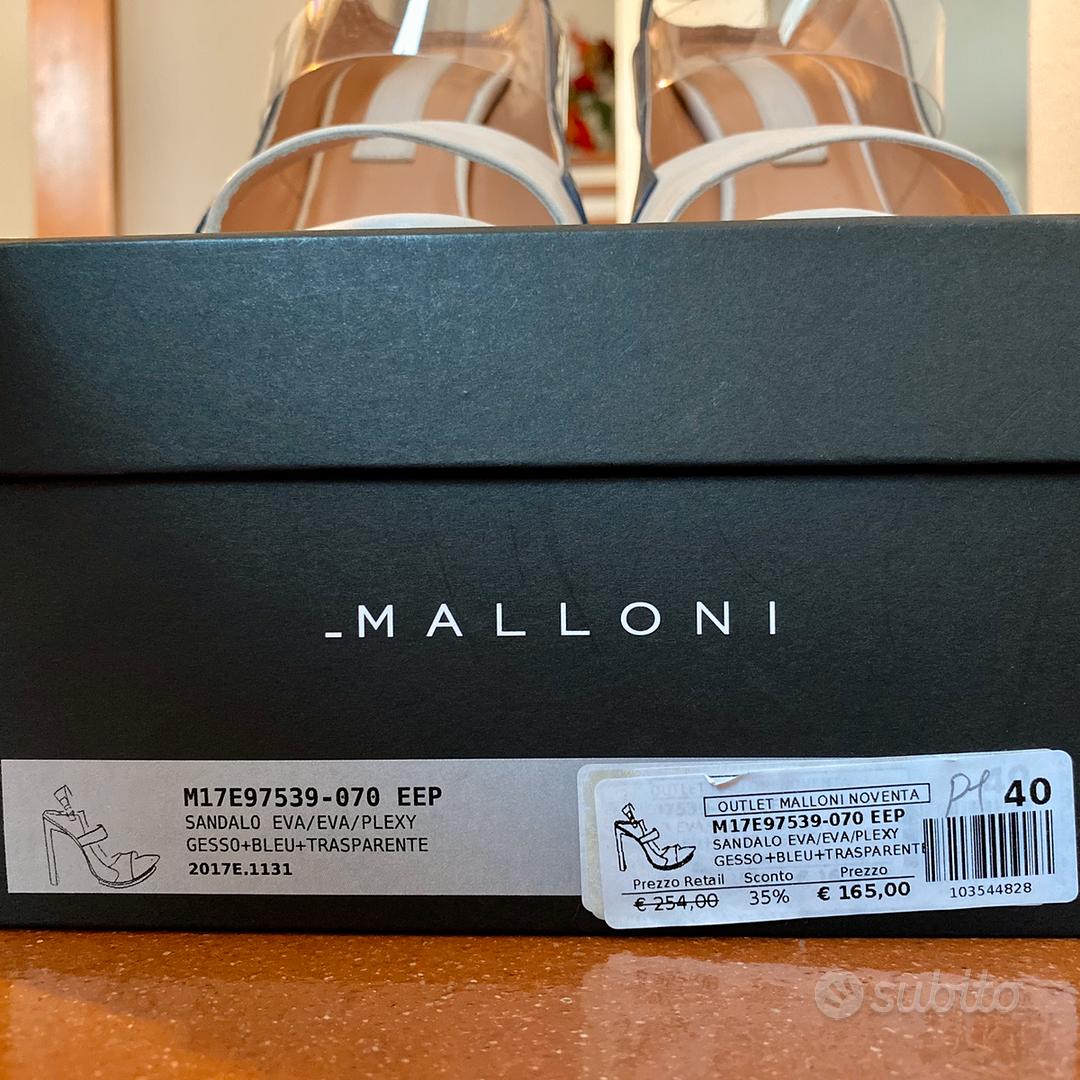 _MALLONI
M17E97539-070 EEP
SANDALO EVA/EVA/PLEXY
GESSO+BLEU+TRASPARENTE
2017E.1131
OUTLET MALLONI NOVENTA
40
M17E97539-070 EEP
SANDALO EVA/EVA/PLEXY
GESSO+BLEU+TRASPARENTE
Prezzo Retail Sconto Prezzo
€ 254,00 35% € 165,00
103544828
subito